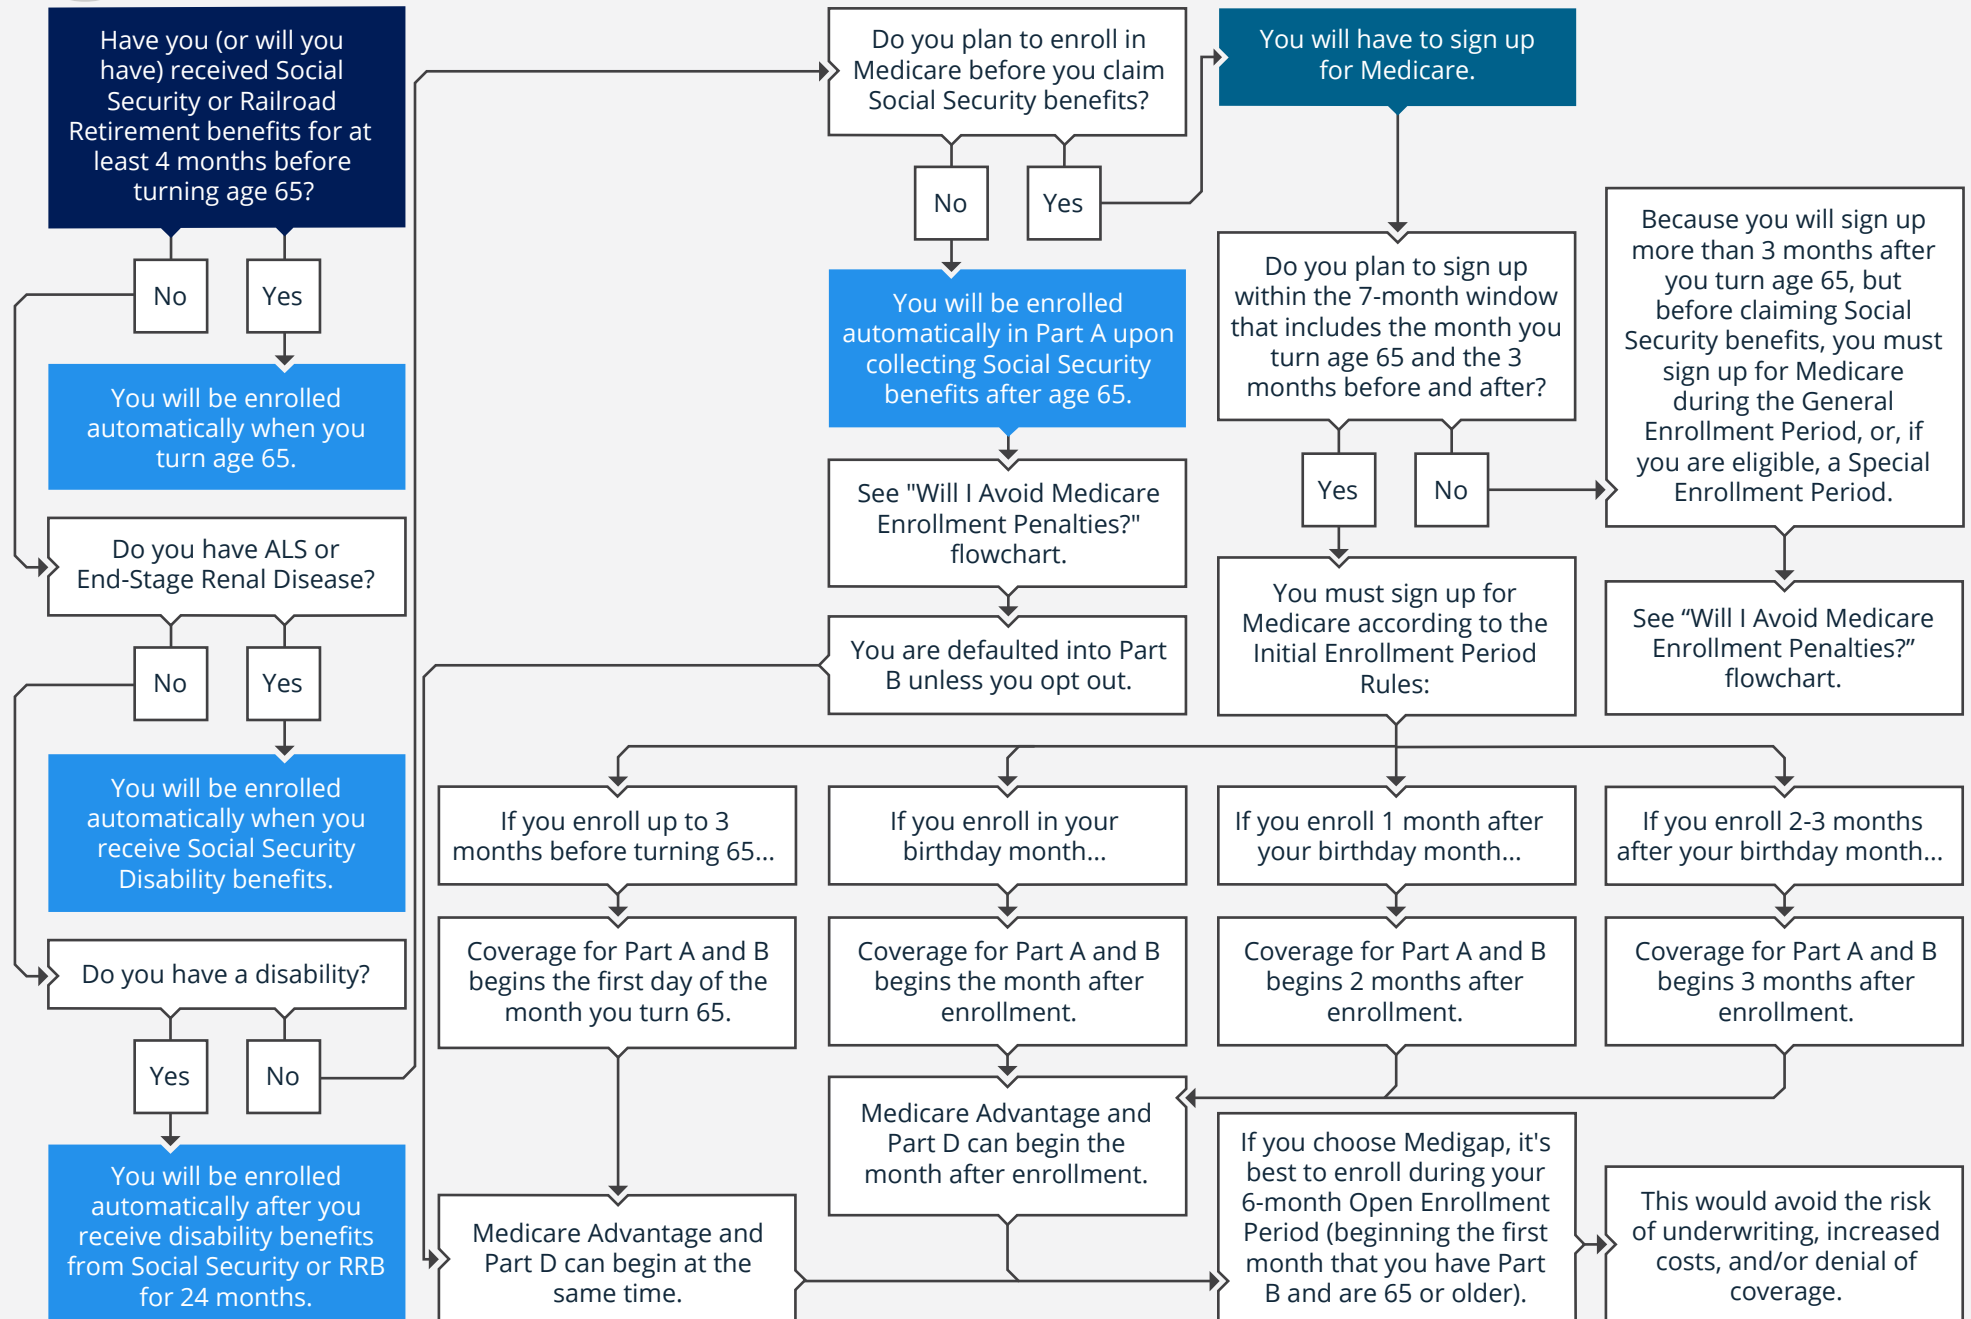 Have you (or will you
have) received Social
Security or Railroad
Retirement benefits for at
least 4 months before
turning age 65?
No
Yes
You will be enrolled
automatically when you
turn age 65.
Do you have ALS or
End-Stage Renal Disease?
No
Yes
You will be enrolled
automatically when you
receive Social Security
Disability benefits.
Do you have a disability?
Yes
No
You will be enrolled
automatically after you
receive disability benefits
from Social Security or RRB
for 24 months.
Do you plan to enroll in
Medicare before you claim
Social Security benefits?
No
Yes
You will be enrolled
automatically in Part A upon
collecting Social Security
benefits after age 65.
See "Will I Avoid Medicare
Enrollment Penalties?"
flowchart.
You are defaulted into Part
B unless you opt out.
You will have to sign up
for Medicare.
Do you plan to sign up
within the 7-month window
that includes the month you
turn age 65 and the 3
months before and after?
Yes
No
Because you will sign up
more than 3 months after
you turn age 65, but
before claiming Social
Security benefits, you must
sign up for Medicare
during the General
Enrollment Period, or, if
you are eligible, a Special
Enrollment Period.
See “Will I Avoid Medicare
Enrollment Penalties?”
flowchart.
You must sign up for
Medicare according to the
Initial Enrollment Period
Rules:
If you enroll up to 3
months before turning 65...
Coverage for Part A and B
begins the first day of the
month you turn 65.
Medicare Advantage and
Part D can begin at the
same time.
If you enroll in your
birthday month...
Coverage for Part A and B
begins the month after
enrollment.
Medicare Advantage and
Part D can begin the
month after enrollment.
If you enroll 1 month after
your birthday month...
Coverage for Part A and B
begins 2 months after
enrollment.
If you enroll 2-3 months
after your birthday month...
Coverage for Part A and B
begins 3 months after
enrollment.
If you choose Medigap, it's
best to enroll during your
6-month Open Enrollment
Period (beginning the first
month that you have Part
B and are 65 or older).
This would avoid the risk
of underwriting, increased
costs, and/or denial of
coverage.